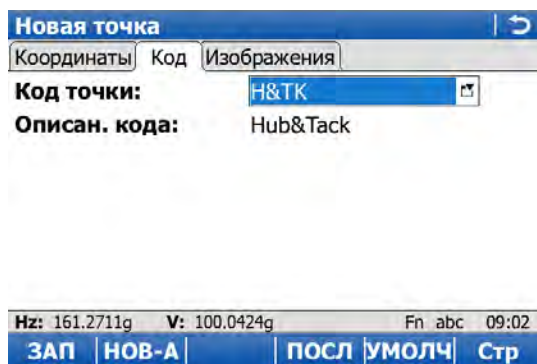 Новая точка
Координаты Код Изображения
Код точки: H&TK
Описан. кода: Hub&Tack
Hz: 161.2711g V: 100.0424g Fn abc 09:02
ЗАП НОВ-А ПОСЛ УМОЛЧ Стр